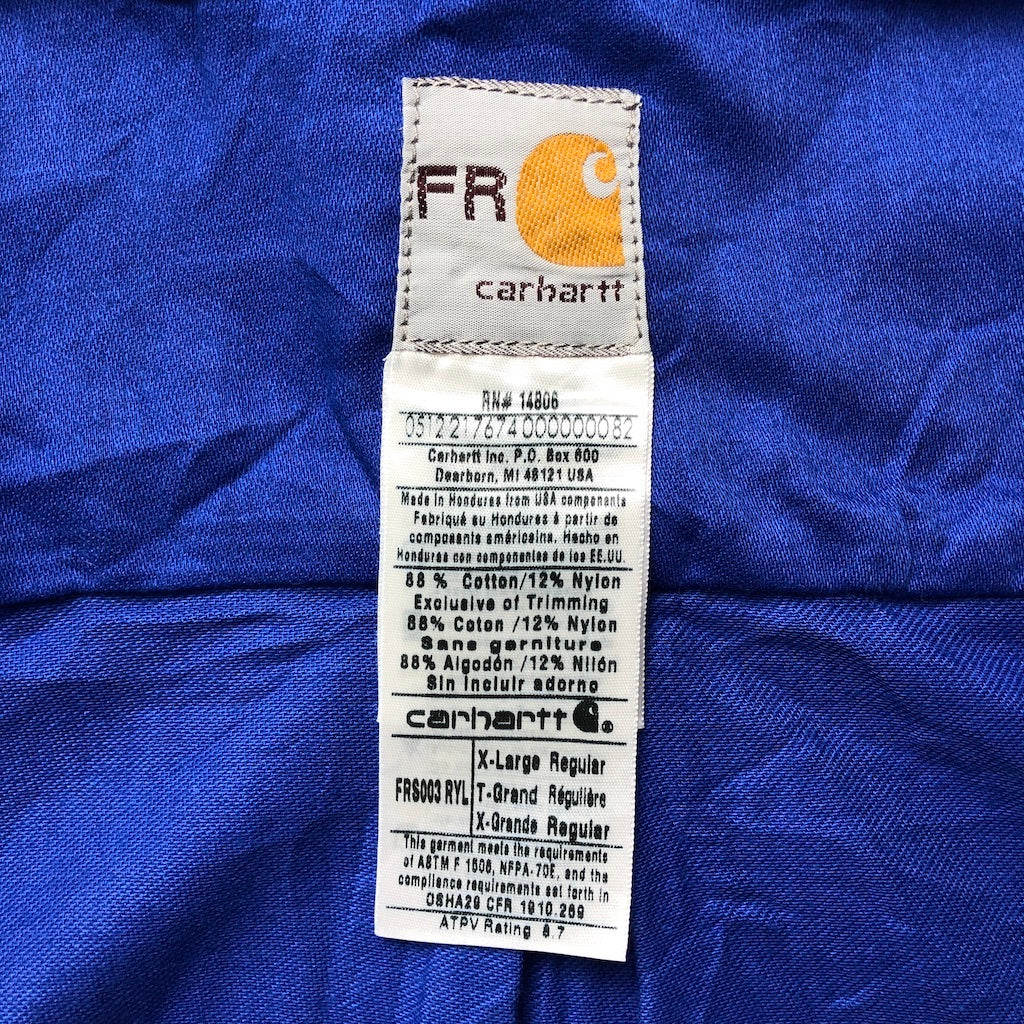 FR
carhartt
RN# 14806
0512217674000000082
Carhartt Inc. P.O. Box 600
Dearborn, MI 48121 USA
Made in Honduras from USA components
Fabriqué au Honduras à partir de
composants américains. Hecho en
Honduras con componentes de los EE.UU.
88 % Cotton/12% Nylon
Exclusive of Trimming
88% Coton /12% Nylon
Sans garniture
88% Algodón /12% Nilón
Sin incluir adorno
carhartt
FRS003 RYL
X-Large Regular
T-Grand Régulière
X-Grande Regular
This garment meets the requirements
of ASTM F 1506, NFPA-70E, and the
compliance requirements set forth in
OSHA29 CFR 1910.269
ATPV Rating 8.7